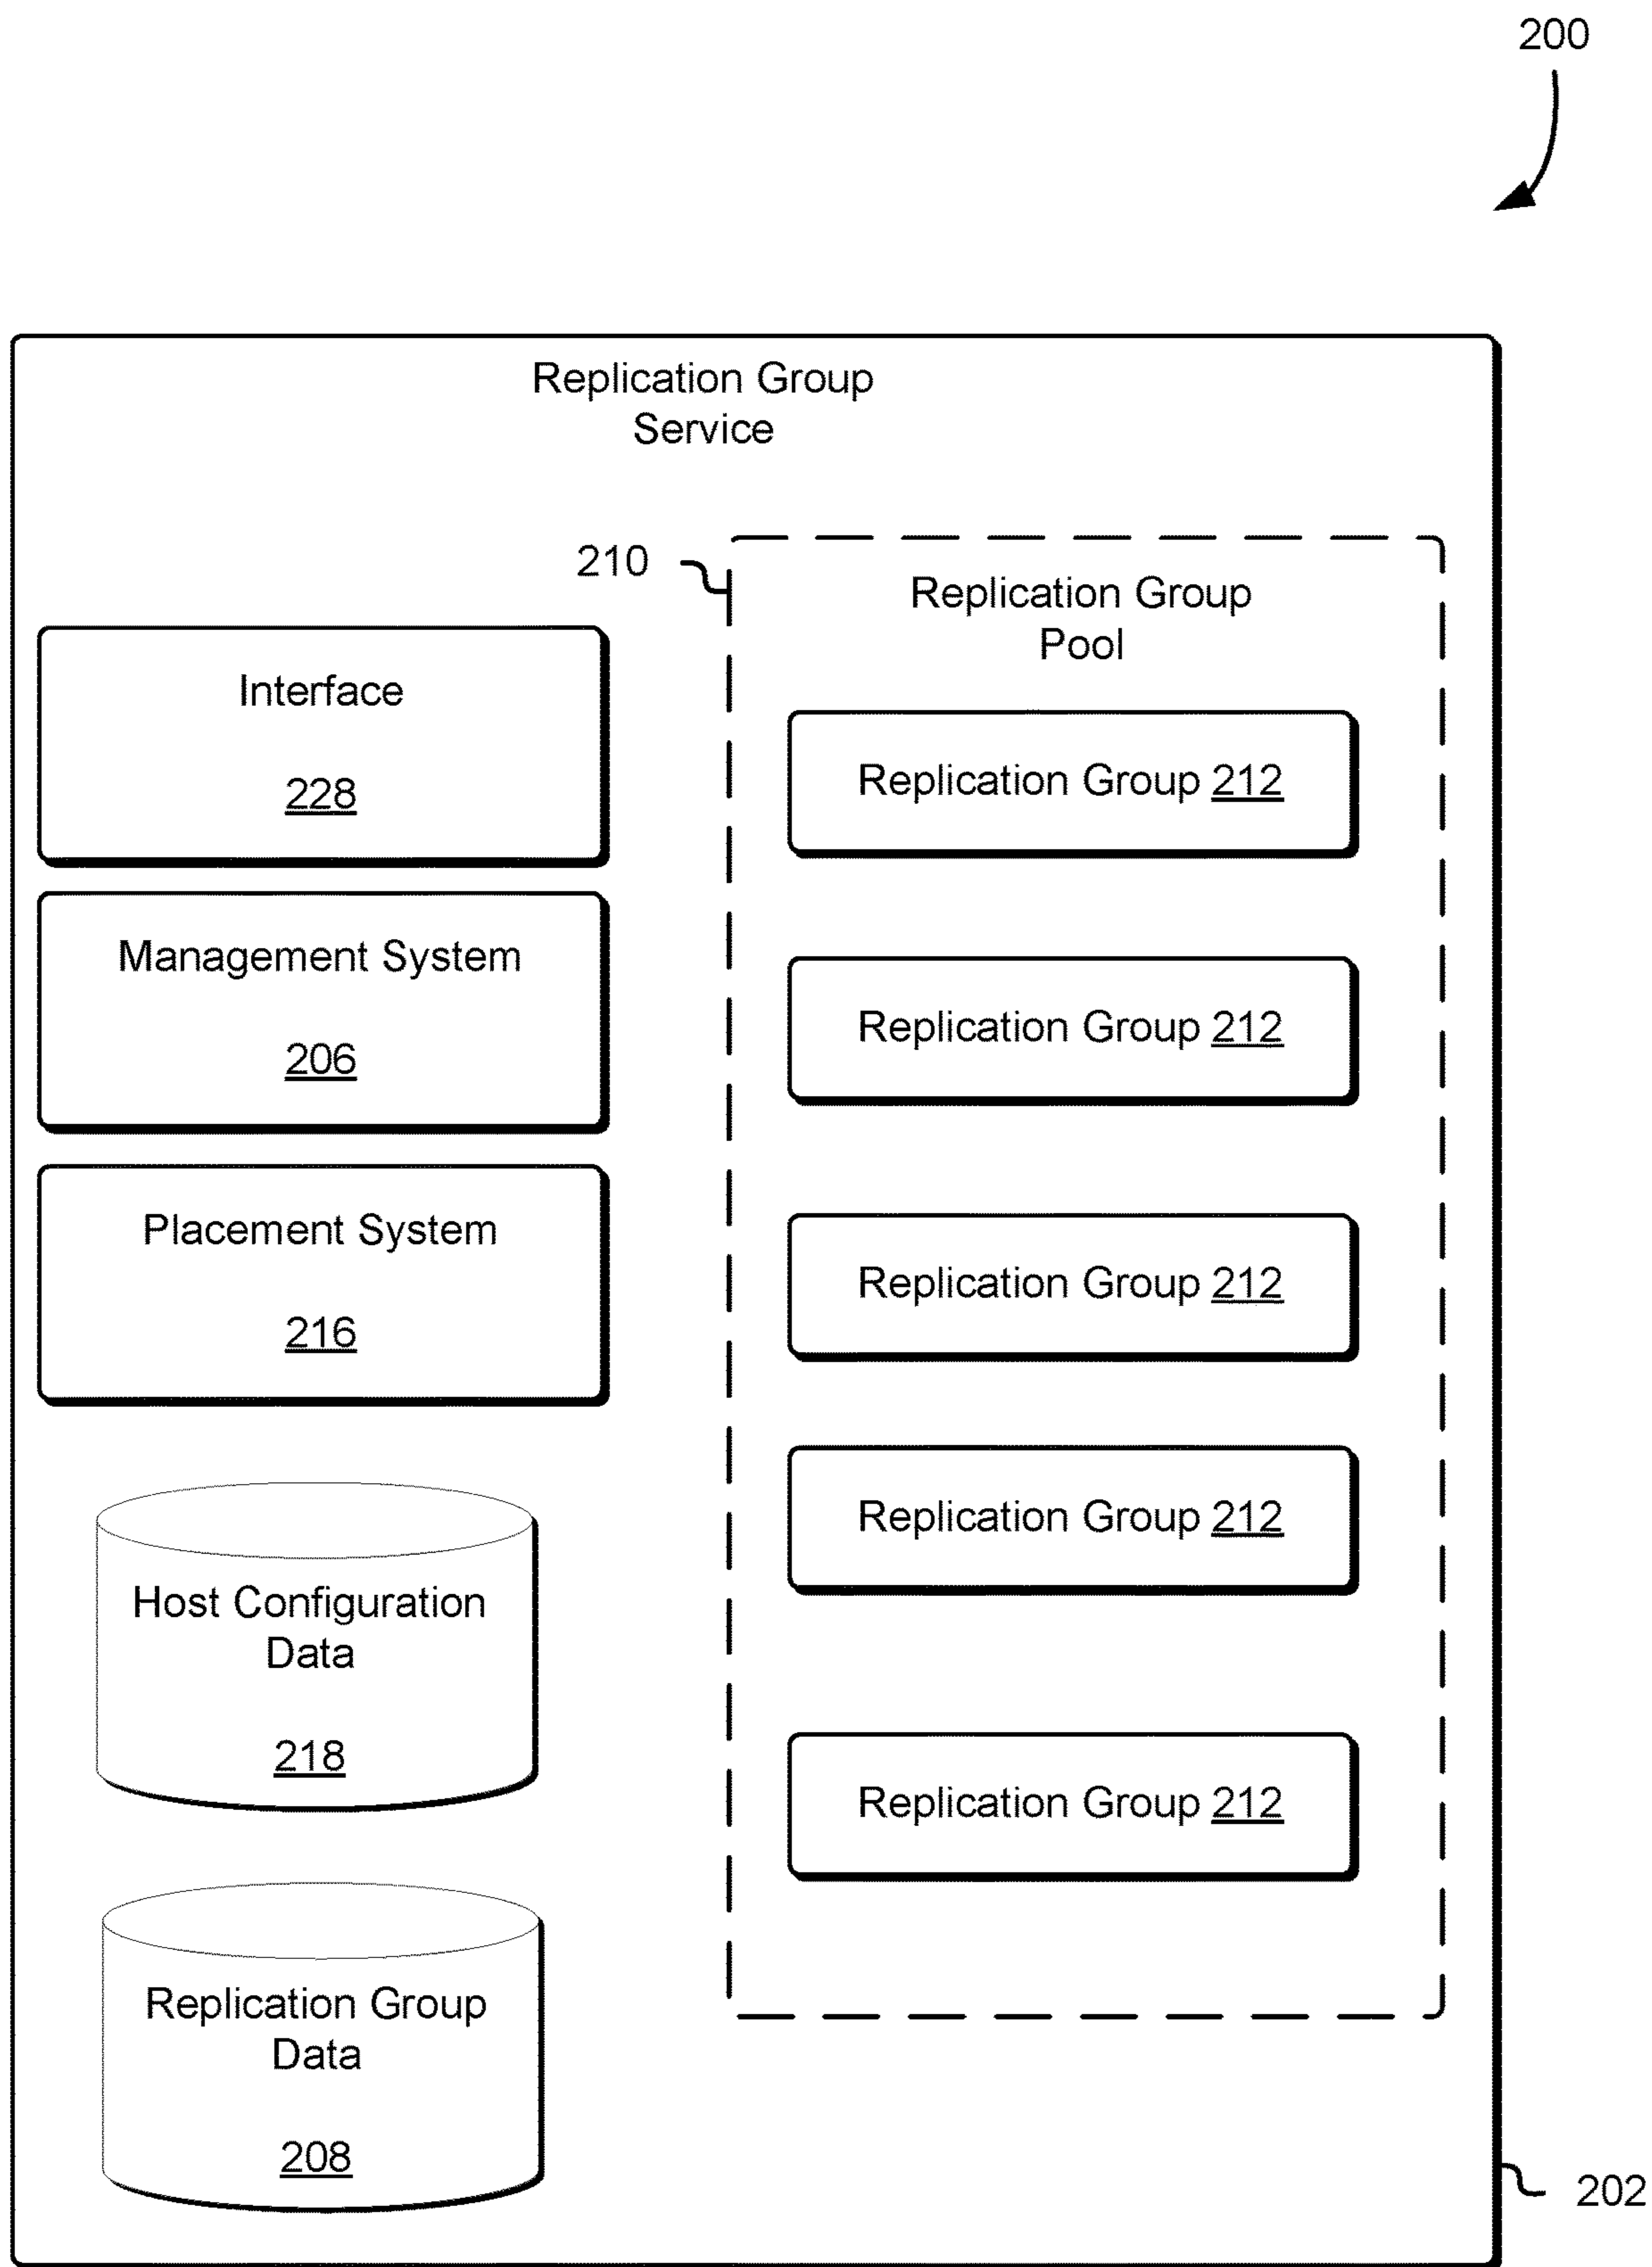 200
Replication Group
Service
210
Replication Group
Pool
Interface
228
Management System
206
Placement System
216
Host Configuration
Data
218
Replication Group
Data
208
Replication Group 212
Replication Group 212
Replication Group 212
Replication Group 212
Replication Group 212
202